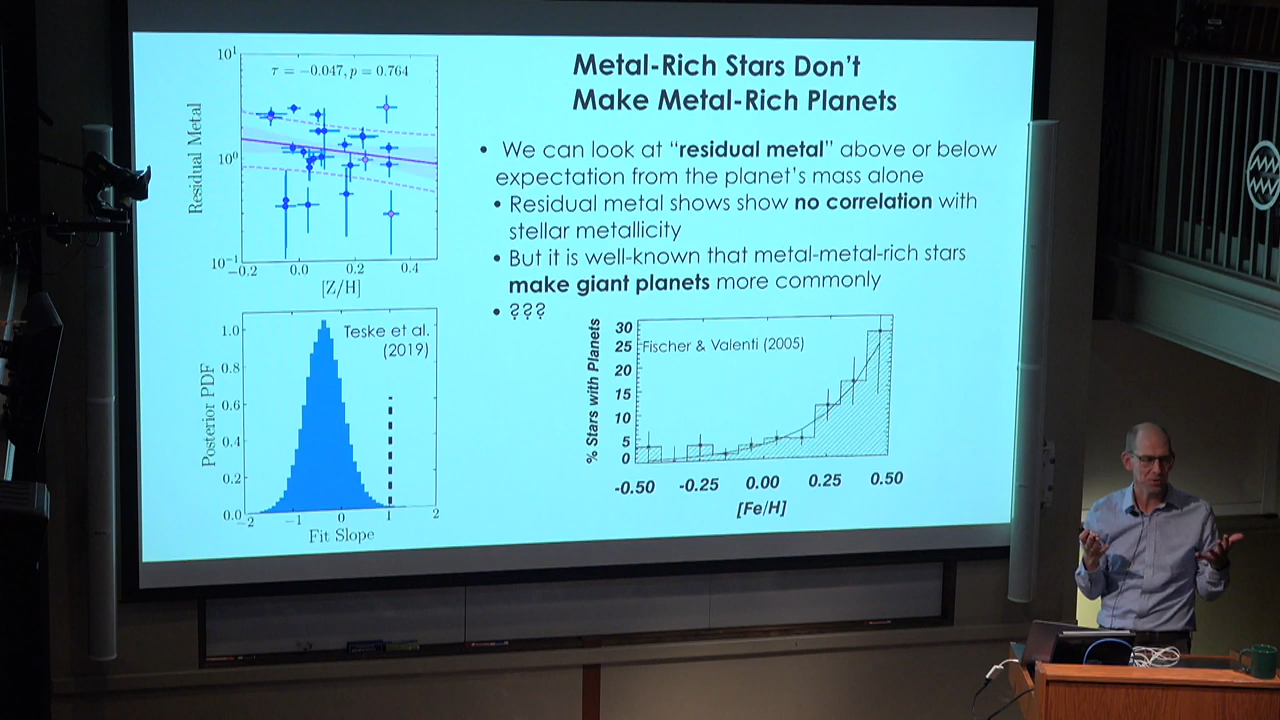 Metal-Rich Stars Don't
Make Metal-Rich Planets
• We can look at "residual metal" above or below
expectation from the planet's mass alone
• Residual metal shows show no correlation with
stellar metallicity
• But it is well-known that metal-metal-rich stars
make giant planets more commonly
• ???
10¹
τ = −0.047, p = 0.764
Residual Metal
10⁰
10⁻¹
−0.2 0.0 0.2 0.4
[Z/H]
Teske et al.
(2019)
1.0
0.8
0.6
0.4
0.2
0.0
Posterior PDF
−2 −1 0 1 2
Fit Slope
Fischer & Valenti (2005)
% Stars with Planets
30
25
20
15
10
5
0
-0.50 -0.25 0.00 0.25 0.50
[Fe/H]